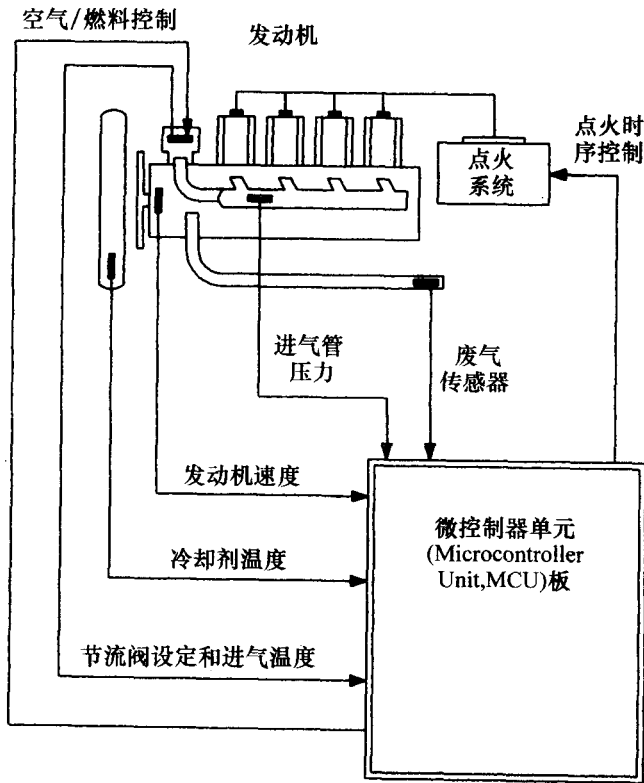 空气/燃料控制
发动机
点火时
序控制
点火
系统
进气管
压力
废气
传感器
发动机速度
微控制器单元
(Microcontroller
Unit,MCU)板
冷却剂温度
节流阀设定和进气温度